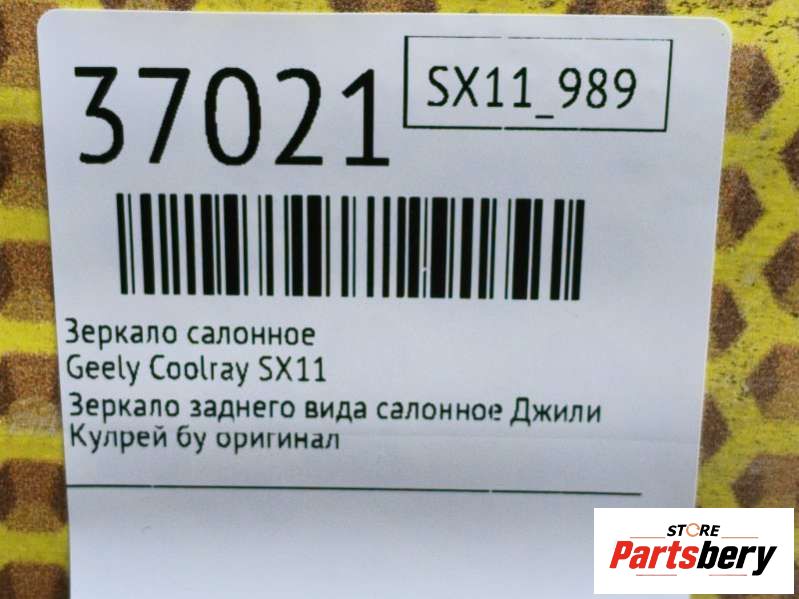 37021
SX11_989
Зеркало салонное
Geely Coolray SX11
Зеркало заднего вида салонное Джили
Кулрей бу оригинал
STORE
Partsbery